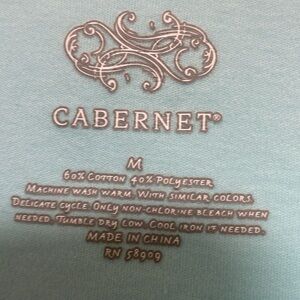 CABERNET®
M
60% COTTON 40% POLYESTER
MACHINE WASH WARM. WITH SIMILAR COLORS.
DELICATE CYCLE. ONLY NON-CHLORINE BLEACH WHEN
NEEDED. TUMBLE DRY LOW. COOL IRON IF NEEDED.
MADE IN CHINA
RN 58909